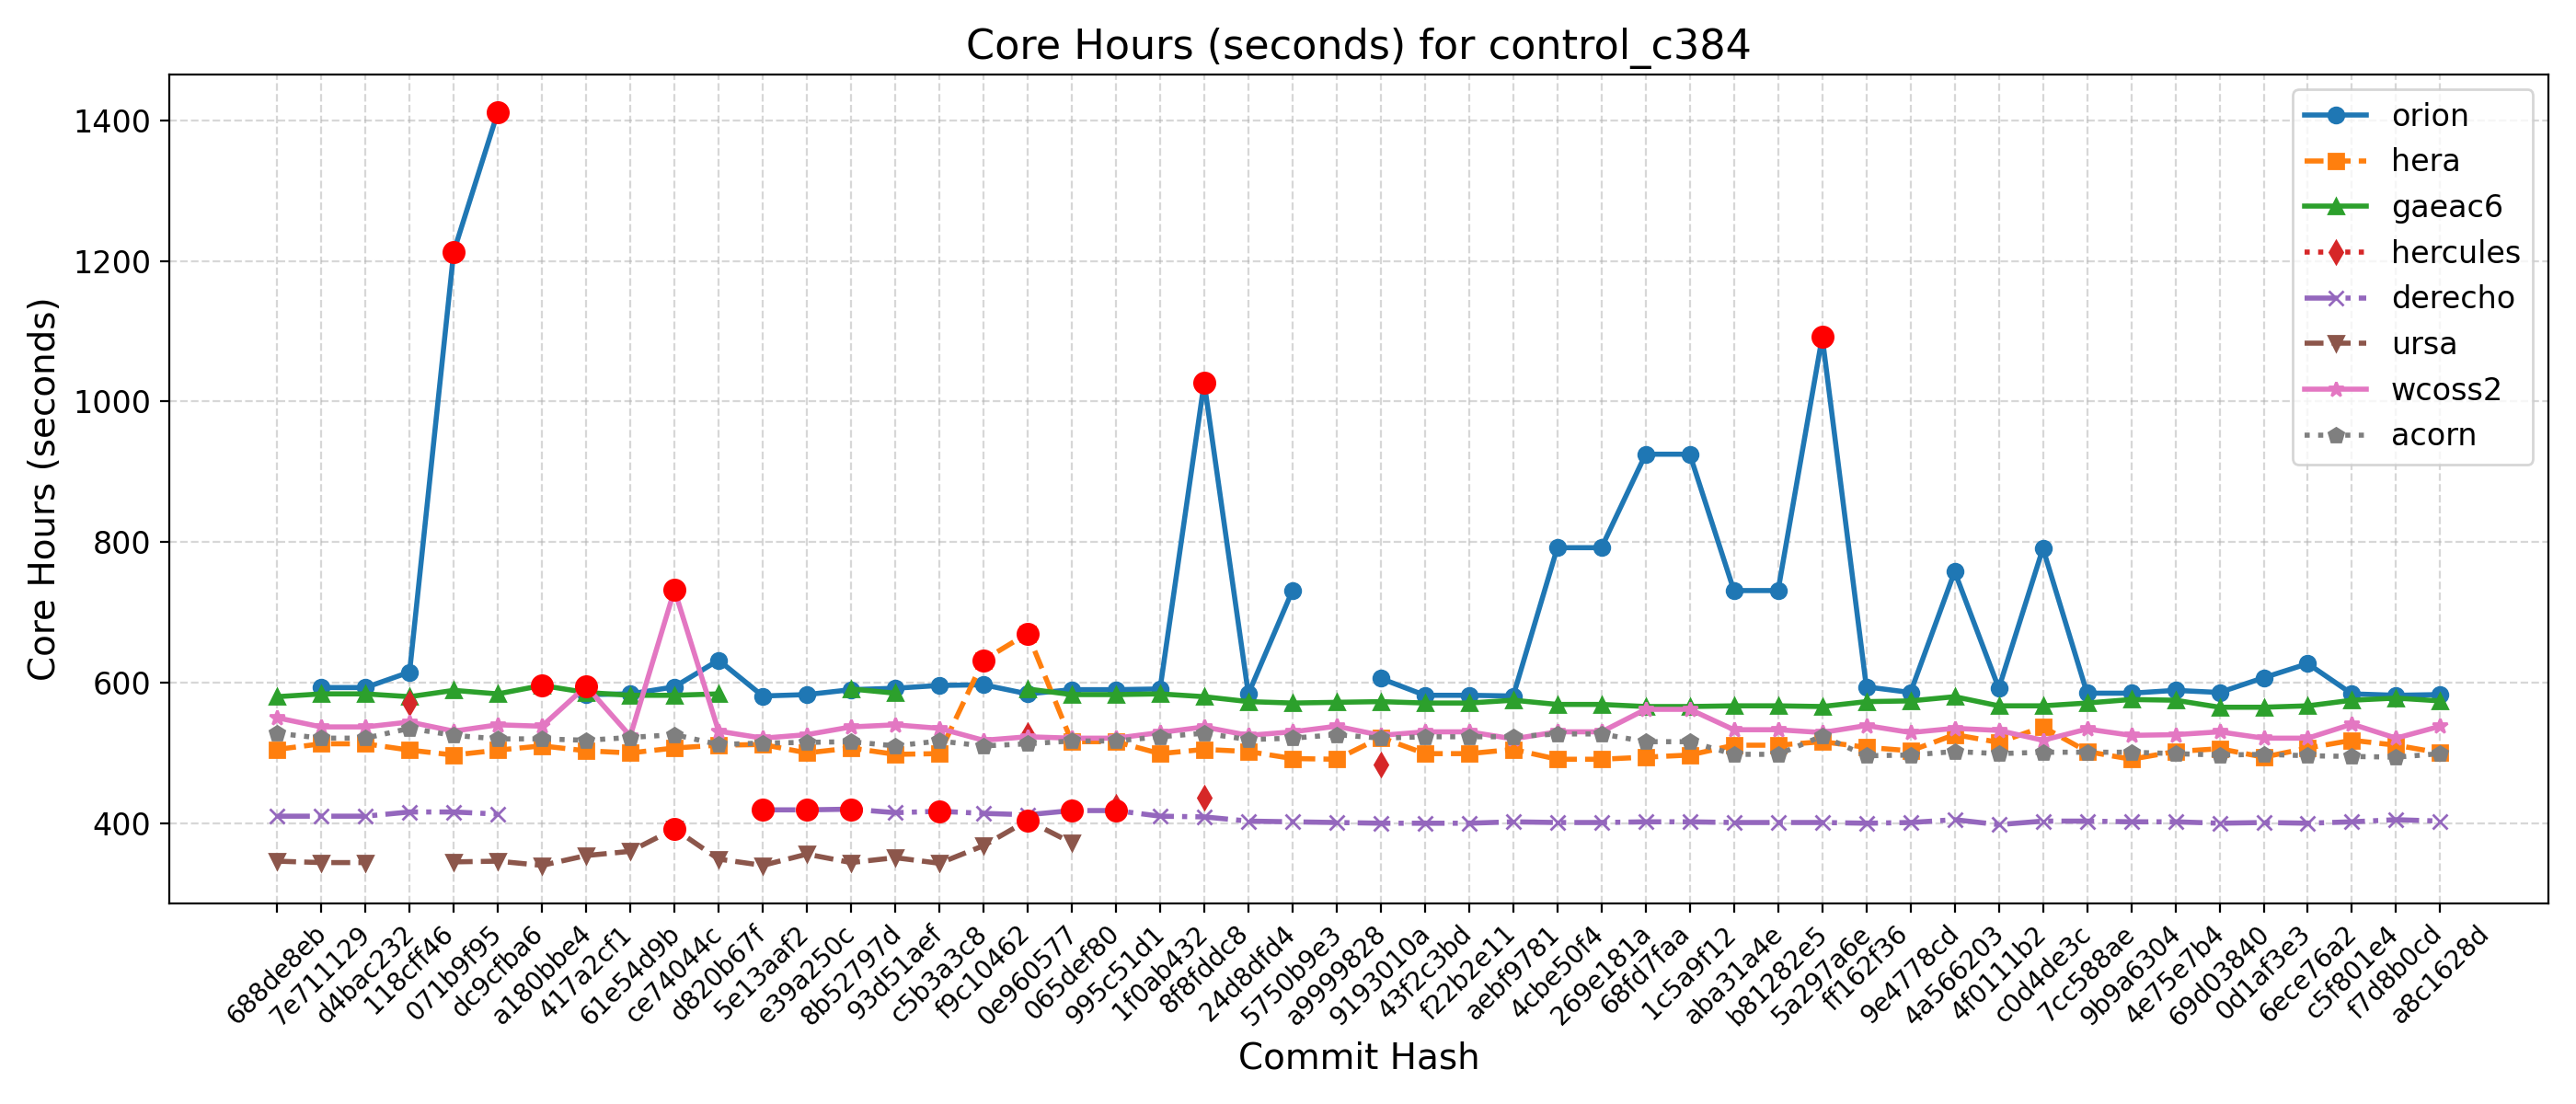 Core Hours (seconds) for control_c384
Core Hours (seconds)
1400
1200
1000
800
600
400
orion
hera
gaeac6
hercules
derecho
ursa
wcoss2
acorn
688de8eb
7e711129
d4bac232
118cff46
071b9f95
dc9cfba6
a180bbe4
417a2cf1
61e54d9b
ce74044c
d820b67f
5e13aaf2
e39a250c
8b52797d
93d51aef
c5b3a3c8
f9c10462
0e960577
065def80
995c51d1
1f0ab432
8f8fddc8
24d8dfd4
5750b9e3
a9999828
9193010a
43f2c3bd
f22b2e11
aebf9781
4cbe50f4
269e181a
68fd7faa
1c5a9f12
aba31a4e
b81282e5
5a297a6e
ff162f36
9e4778cd
4a566203
4f0111b2
c0d4de3c
7cc588ae
9b9a6304
4e75e7b4
69d03840
0d1af3e3
6ece76a2
c5f801e4
f7d8b0cd
a8c1628d
Commit Hash